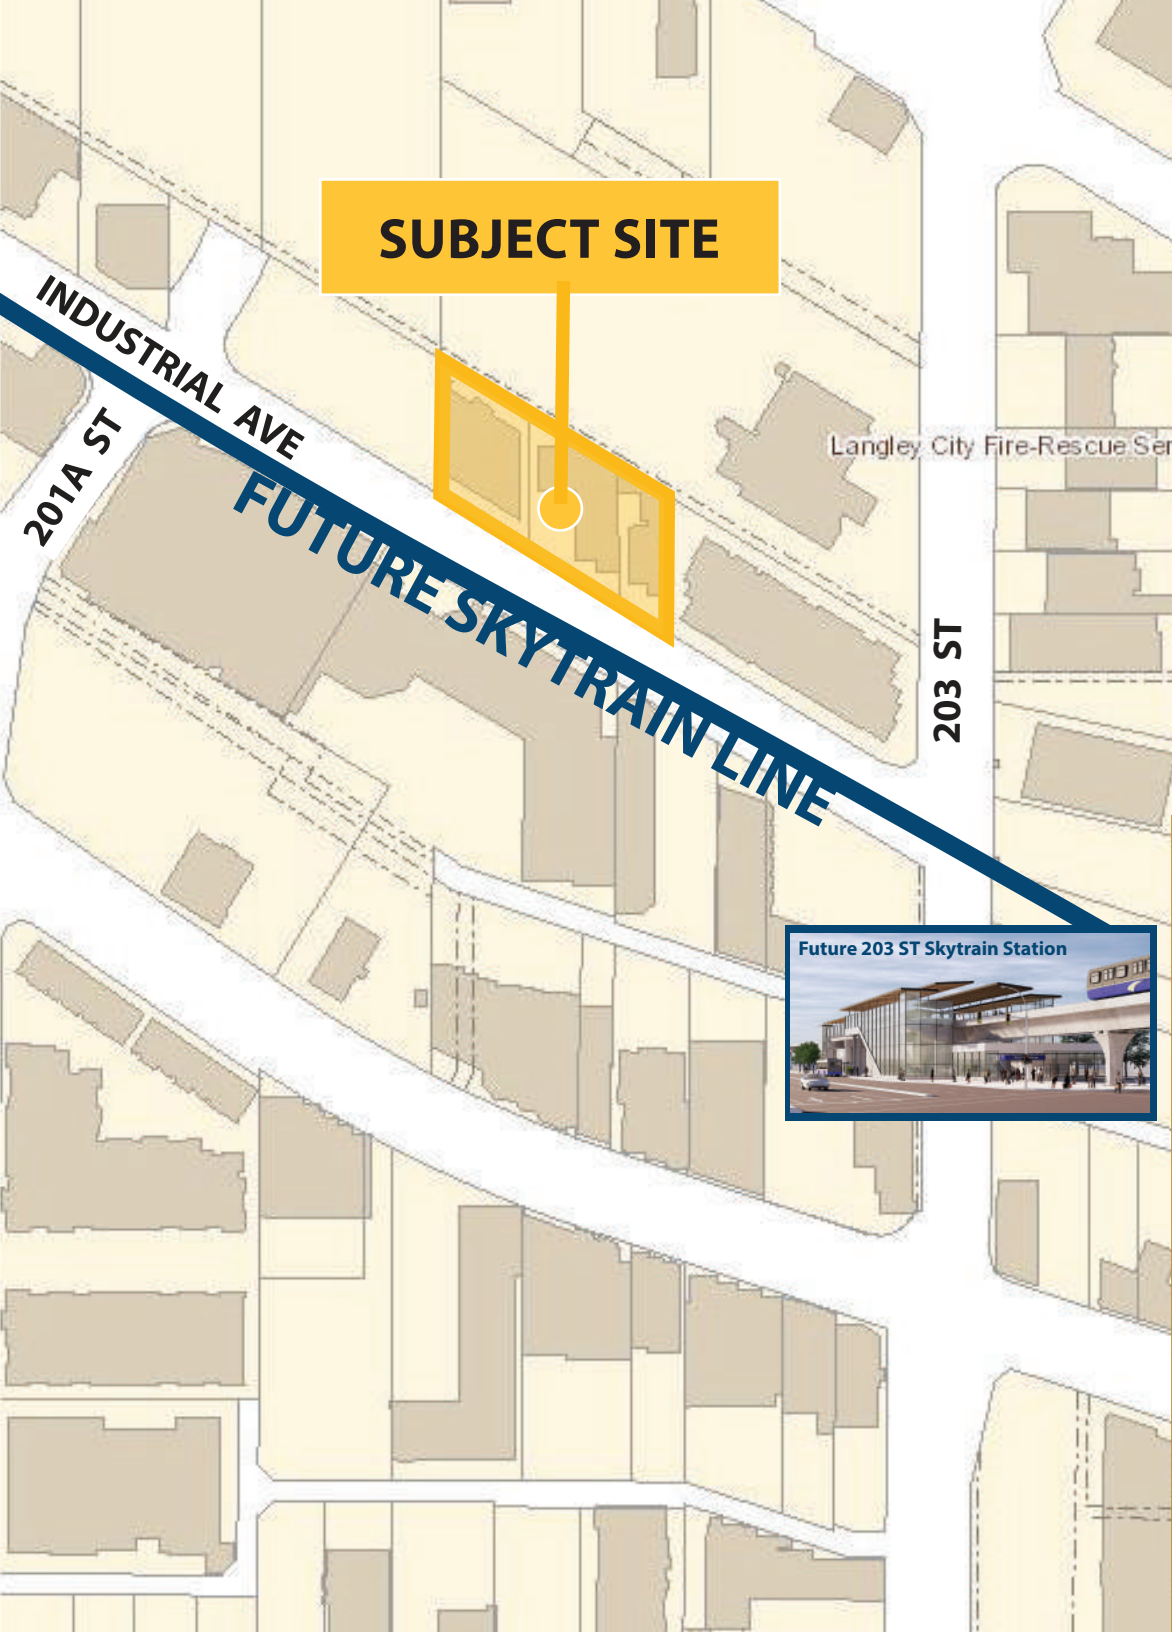 SUBJECT SITE
INDUSTRIAL AVE
201A ST
Langley City Fire-Rescue Ser
FUTURE SKYTRAIN LINE
203 ST
Future 203 ST Skytrain Station